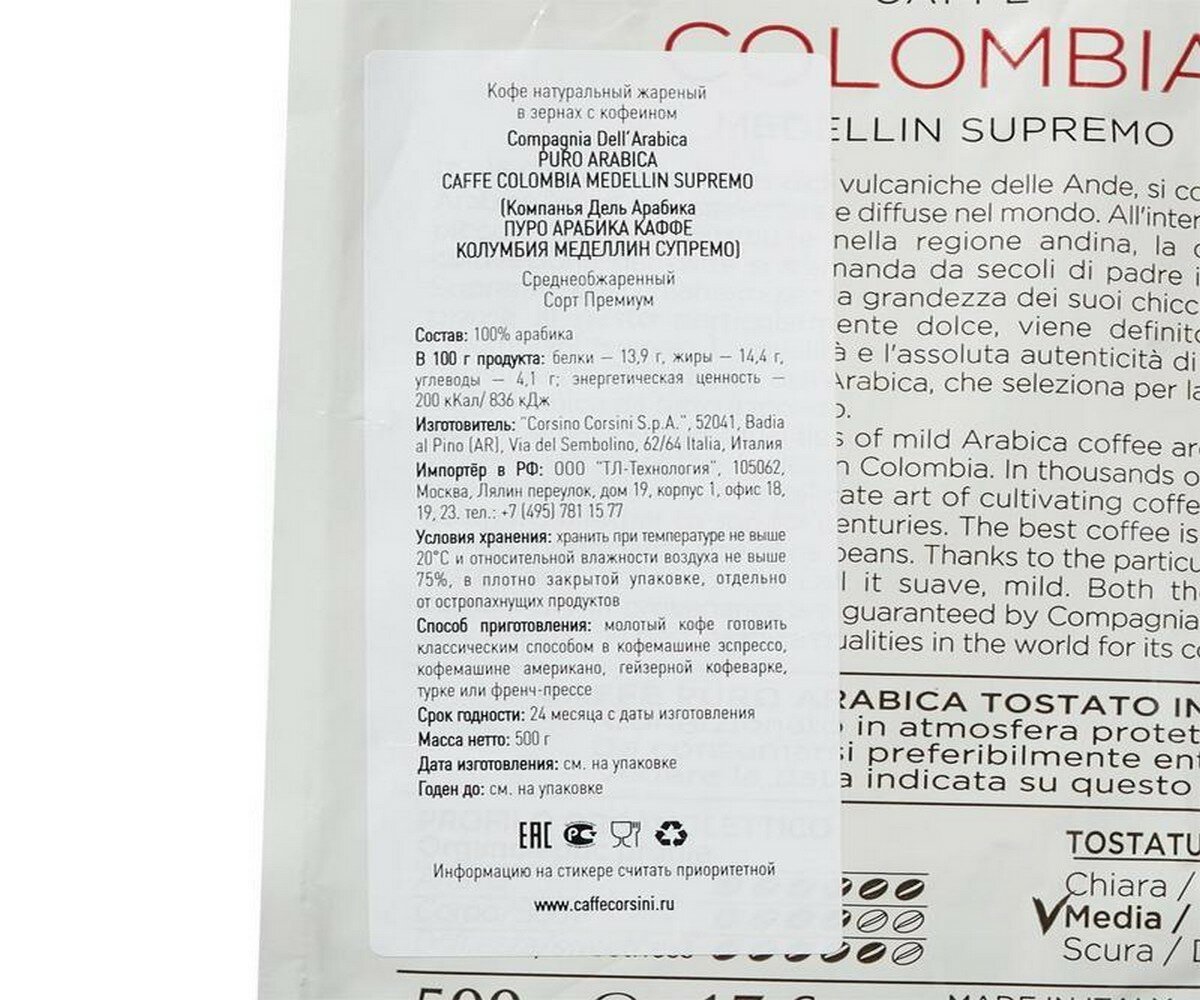 COLOMBIA
ELLIN SUPREMO
Кофе натуральный жареный
в зернах с кофеином
Compagnia Dell'Arabica
PURO ARABICA
CAFFE COLOMBIA MEDELLIN SUPREMO
(Компанья Дель Арабика
ПУРО АРАБИКА КАФФЕ
КОЛУМБИЯ МЕДЕЛЛИН СУПРЕМО)
Среднеобжаренный
Сорт Премиум
Состав: 100% арабика
В 100 г продукта: белки — 13,9 г, жиры — 14,4 г,
углеводы — 4,1 г; энергетическая ценность —
200 кКал/ 836 кДж
Изготовитель: "Corsino Corsini S.p.A.", 52041, Badia
al Pino (AR), Via del Sembolino, 62/64 Italia, Италия
Импортёр в РФ: ООО "ТЛ-Технология", 105062,
Москва, Лялин переулок, дом 19, корпус 1, офис 18,
19, 23. тел.: +7 (495) 781 15 77
Условия хранения: хранить при температуре не выше
20°C и относительной влажности воздуха не выше
75%, в плотно закрытой упаковке, отдельно
от остропахнущих продуктов
Способ приготовления: молотый кофе готовить
классическим способом в кофемашине эспрессо,
кофемашине американо, гейзерной кофеварке,
турке или френч-прессе
Срок годности: 24 месяца с даты изготовления
Масса нетто: 500 г
Дата изготовления: см. на упаковке
Годен до: см. на упаковке
EAC
Информацию на стикере считать приоритетной
www.caffecorsini.ru
vulcaniche delle Ande, si
e diffuse nel mondo. All'inter
nella regione andina, la
manda da secoli di padre
a grandezza dei suoi chicc
ente dolce, viene definito
à e l'assoluta autenticità di
Arabica, che seleziona per la
of mild Arabica coffee
Colombia. In thousands
ate art of cultivating coffe
enturies. The best coffee is
beans. Thanks to the particu
it suave, mild. Both
guaranteed by Compagnia
ualities in the world for its
ARABICA TOSTATO IN
in atmosfera protet
si preferibilmente
a indicata su questo
TOSTATU
Chiara /
Media /
Scura /